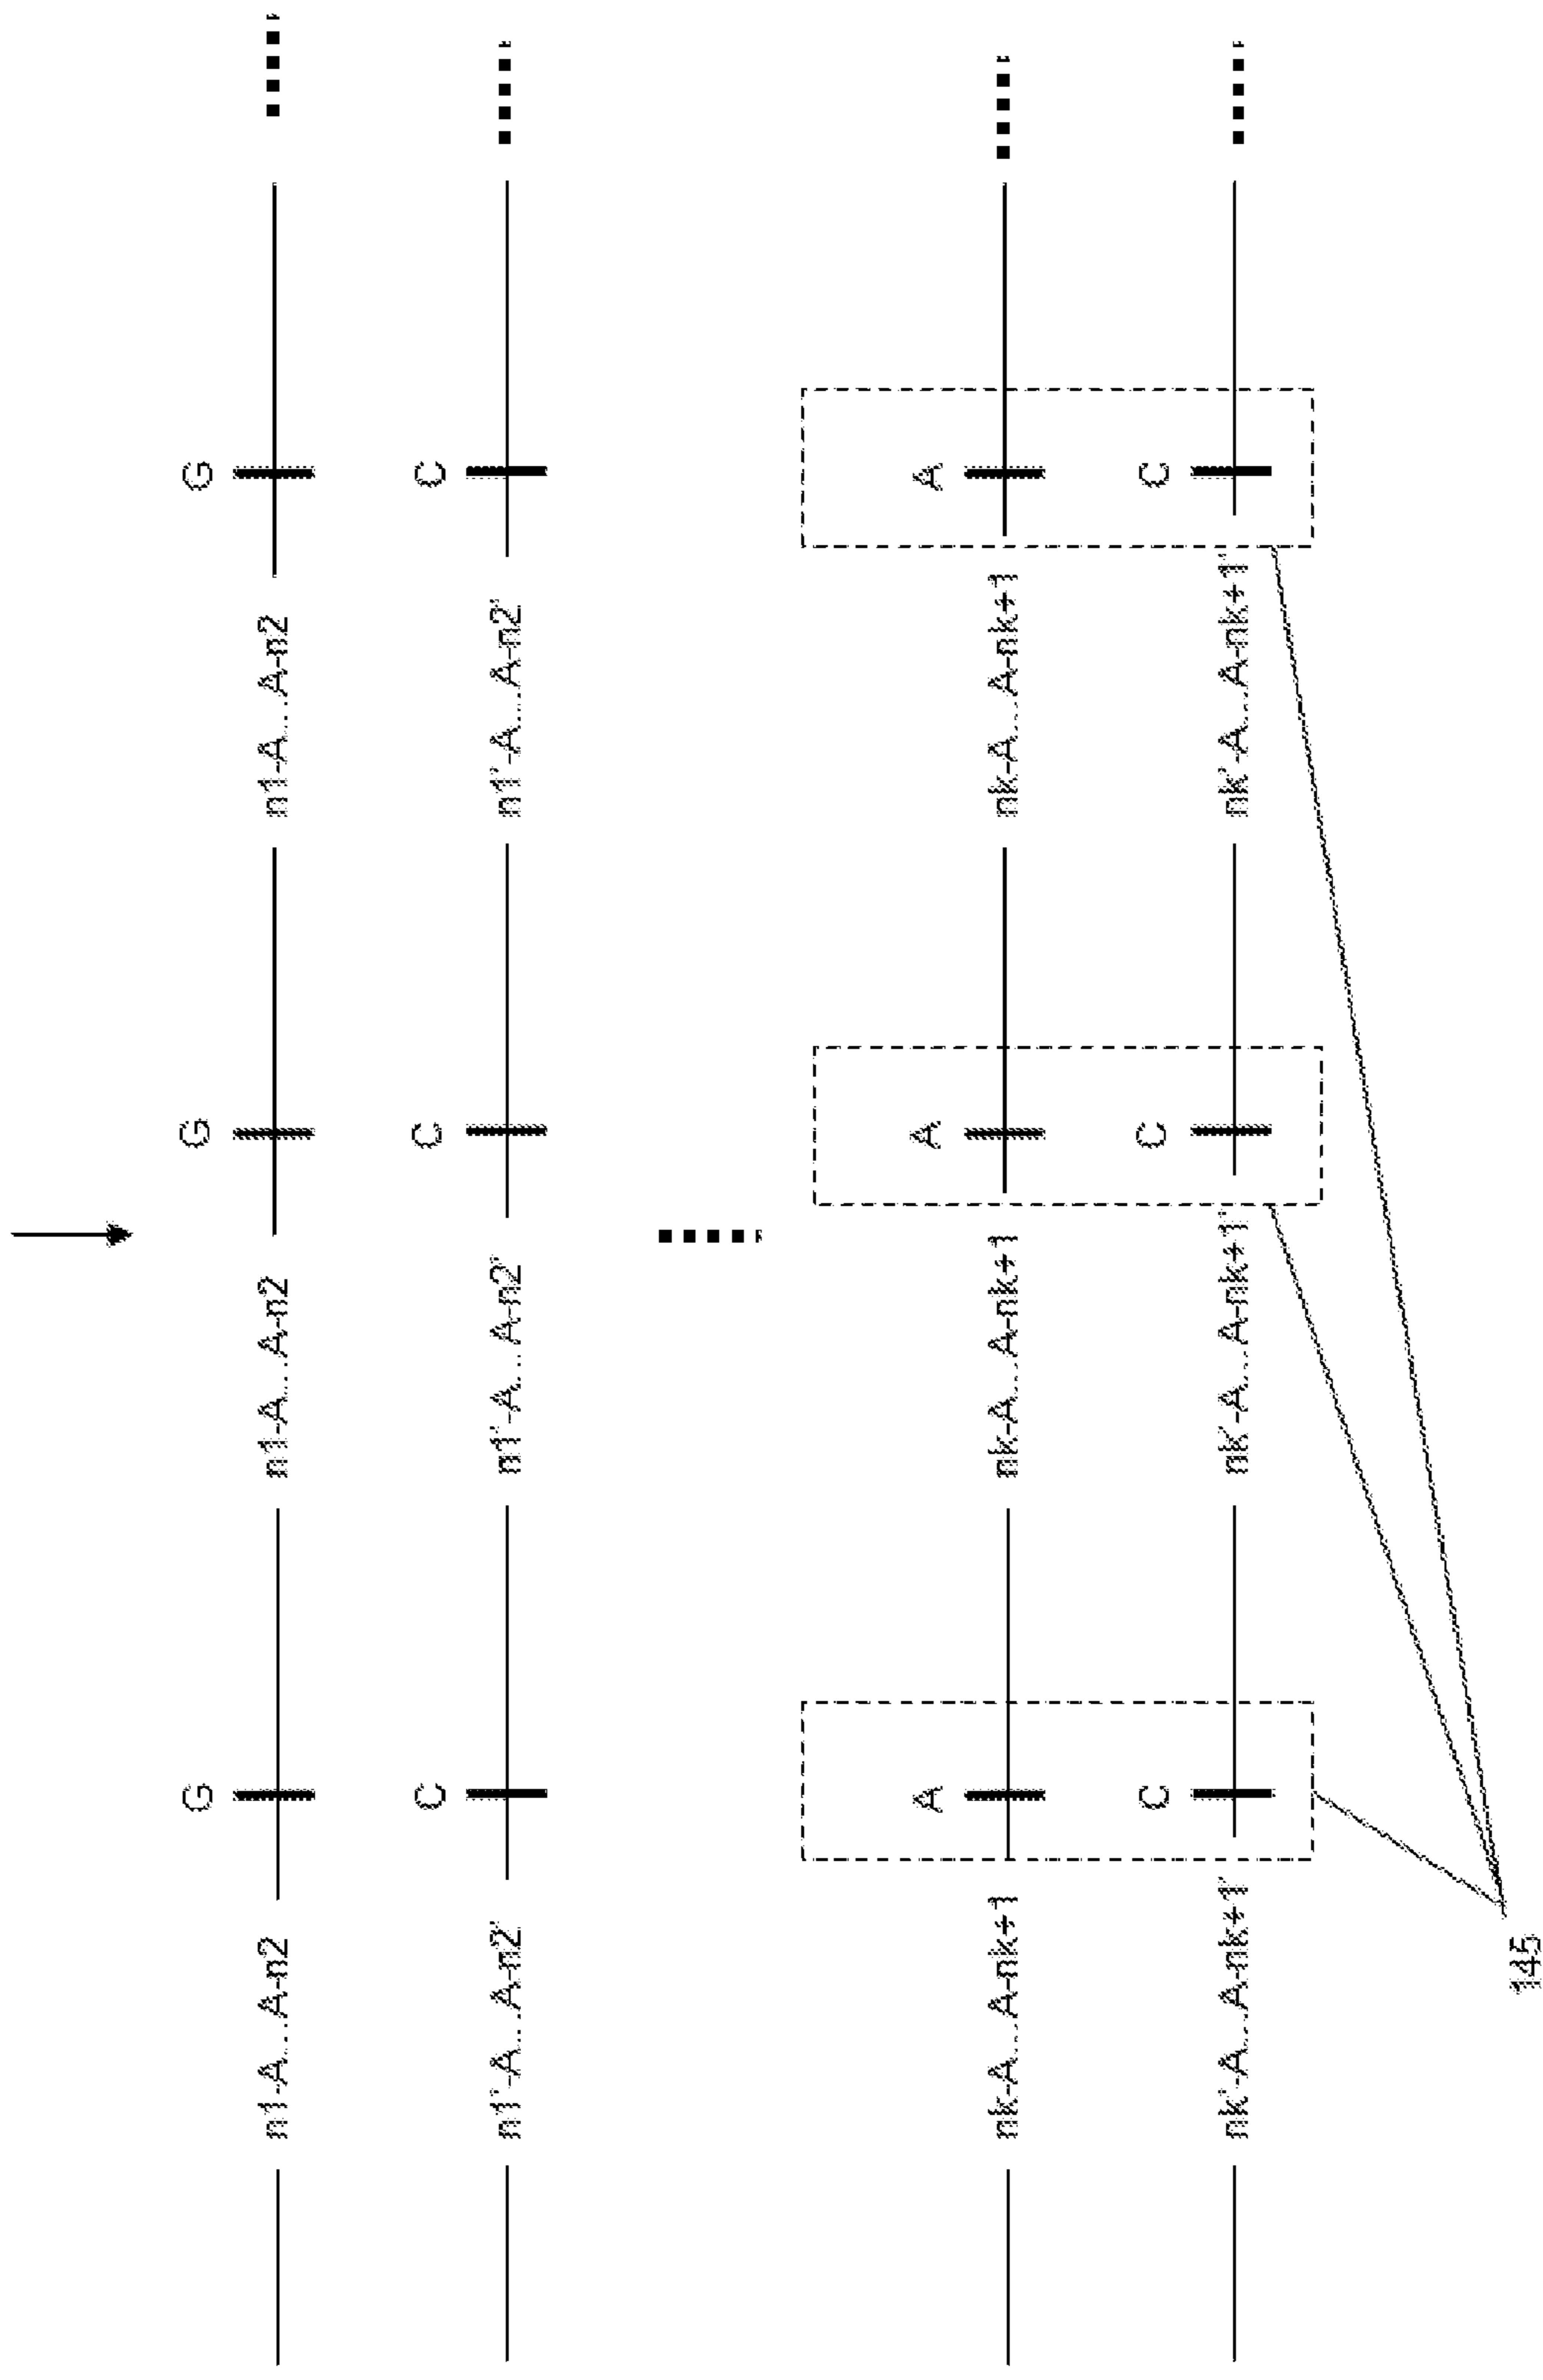 G G G
n1-A...A-n2 n1-A...A-n2 n1-A...A-n2
C C C
n1'-A...A-n2' n1'-A...A-n2' n1'-A...A-n2'
A A A
nk-A...A-nk+1 nk-A...A-nk+1 nk-A...A-nk+1
C C C
nk'-A...A-nk+1' nk'-A...A-nk+1' nk'-A...A-nk+1'
145